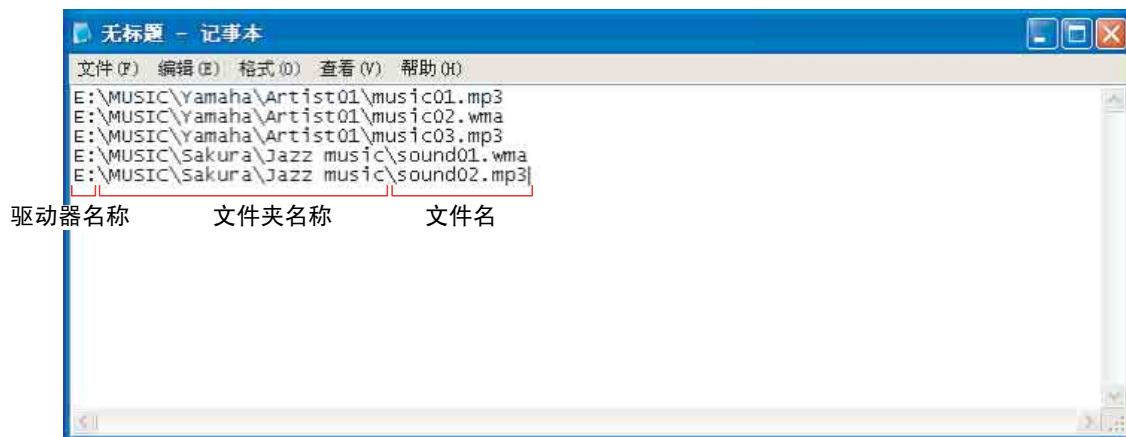 无标题 - 记事本
文件(F) 编辑(E) 格式(O) 查看(V) 帮助(H)
E:\MUSIC\Yamaha\Artist01\music01.mp3
E:\MUSIC\Yamaha\Artist01\music02.wma
E:\MUSIC\Yamaha\Artist01\music03.mp3
E:\MUSIC\Sakura\Jazz music\sound01.wma
E:\MUSIC\Sakura\Jazz music\sound02.mp3
驱动器名称 文件夹名称 文件名